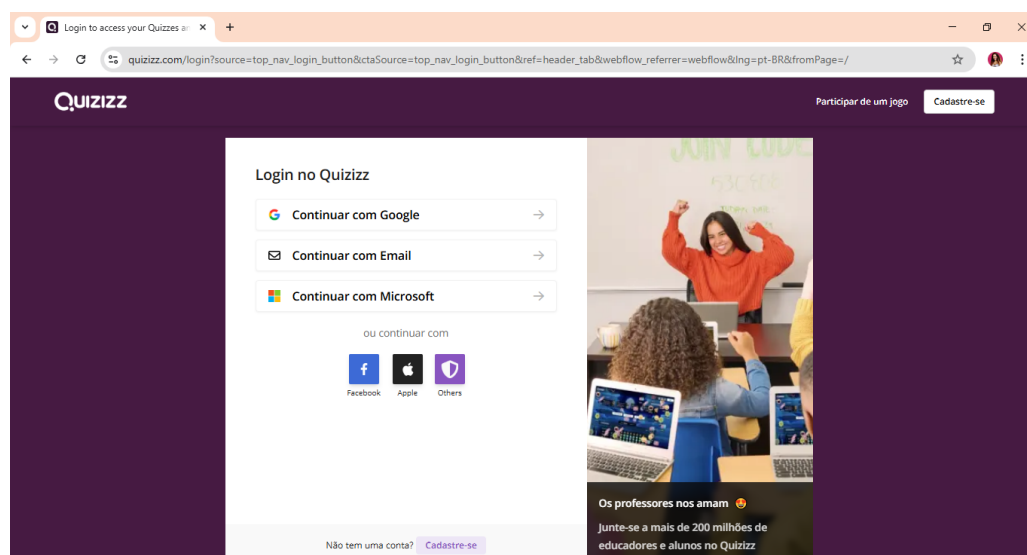 Login to access your Quizzes ar
quizizz.com/login?source=top_nav_login_button&ctaSource=top_nav_login_button&ref=header_tab&webflow_referrer=webflow&lng=pt-BR&fromPage=/
Quizizz
Participar de um jogo
Cadastre-se
JOIN CODE
Login no Quizizz
Continuar com Google
Continuar com Email
Continuar com Microsoft
ou continuar com
Facebook
Apple
Others
Não tem uma conta? Cadastre-se
Os professores nos amam 🤩
Junte-se a mais de 200 milhões de
educadores e alunos no Quizizz